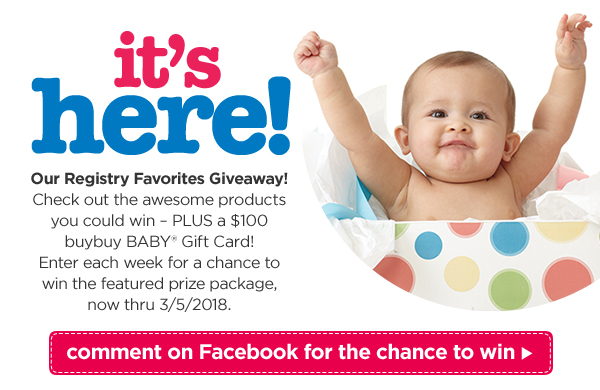 it's
here!
Our Registry Favorites Giveaway!
Check out the awesome products
you could win – PLUS a $100
buybuy BABY® Gift Card!
Enter each week for a chance to
win the featured prize package,
now thru 3/5/2018.
comment on Facebook for the chance to win ▸